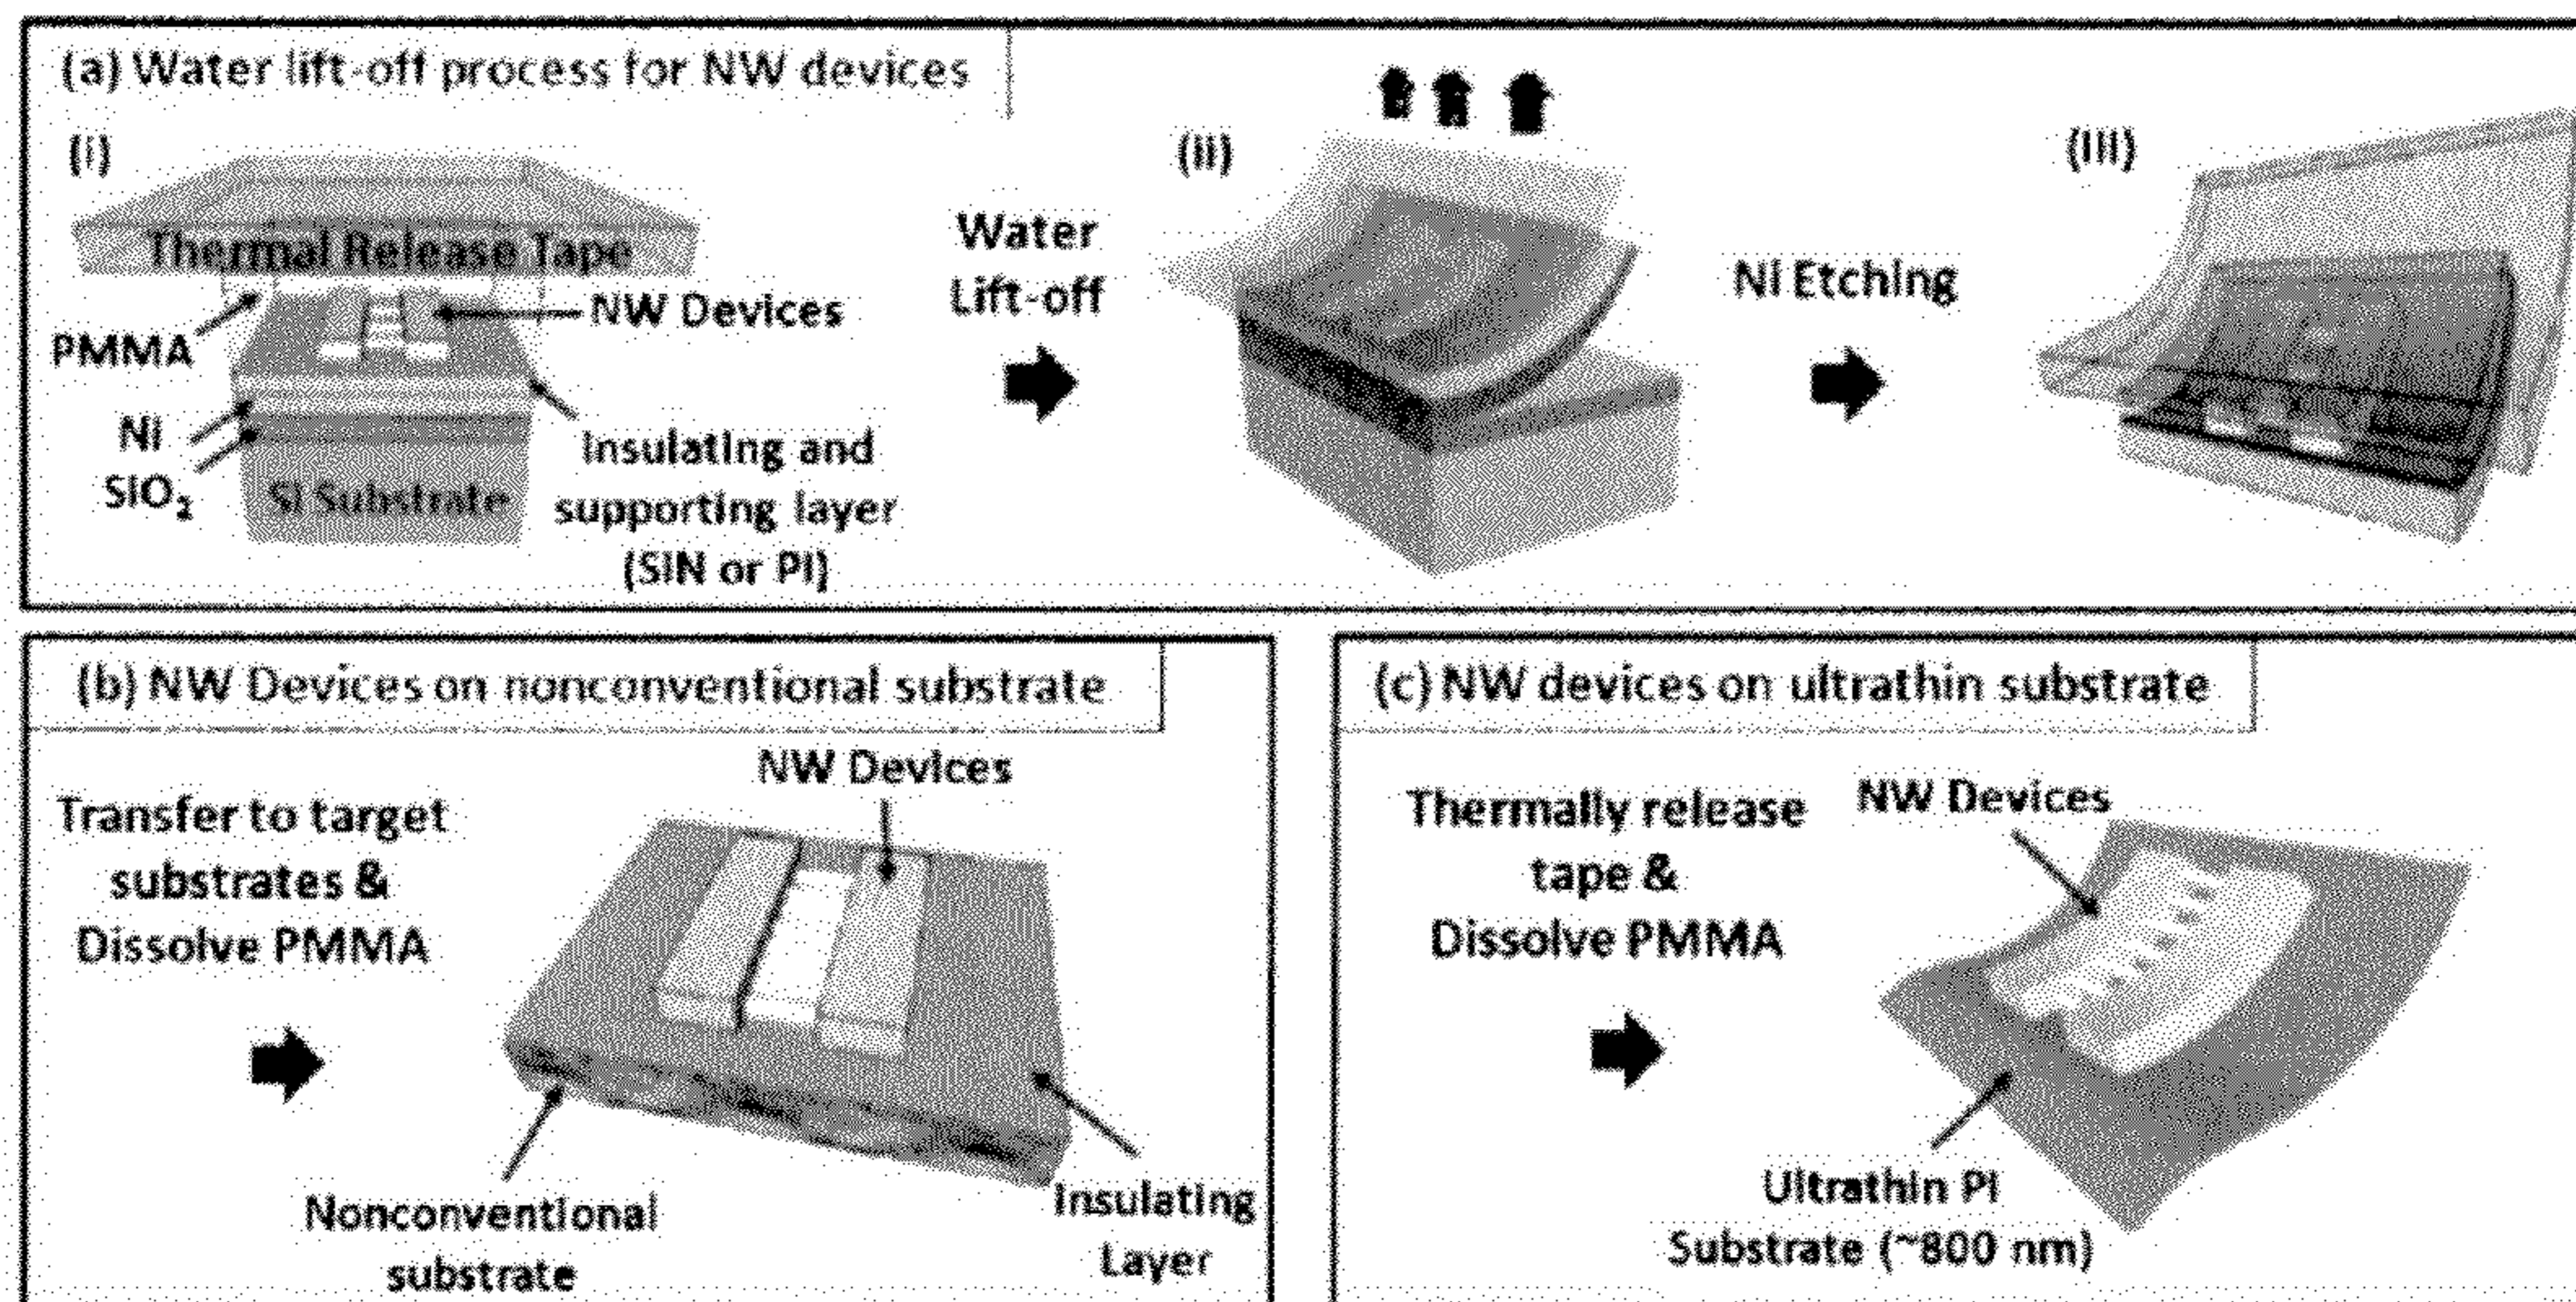 (a) Water lift-off process for NW devices
(i)
Thermal Release Tape
NW Devices
PMMA
Ni
SiO₂
Si Substrate
Insulating and
supporting layer
(SiN or PI)
Water
Lift-off
(ii)
Ni Etching
(iii)
(b) NW Devices on nonconventional substrate
Transfer to target
substrates &
Dissolve PMMA
NW Devices
Nonconventional
substrate
Insulating
Layer
(c) NW devices on ultrathin substrate
Thermally release
tape &
Dissolve PMMA
NW Devices
Ultrathin PI
Substrate (~800 nm)